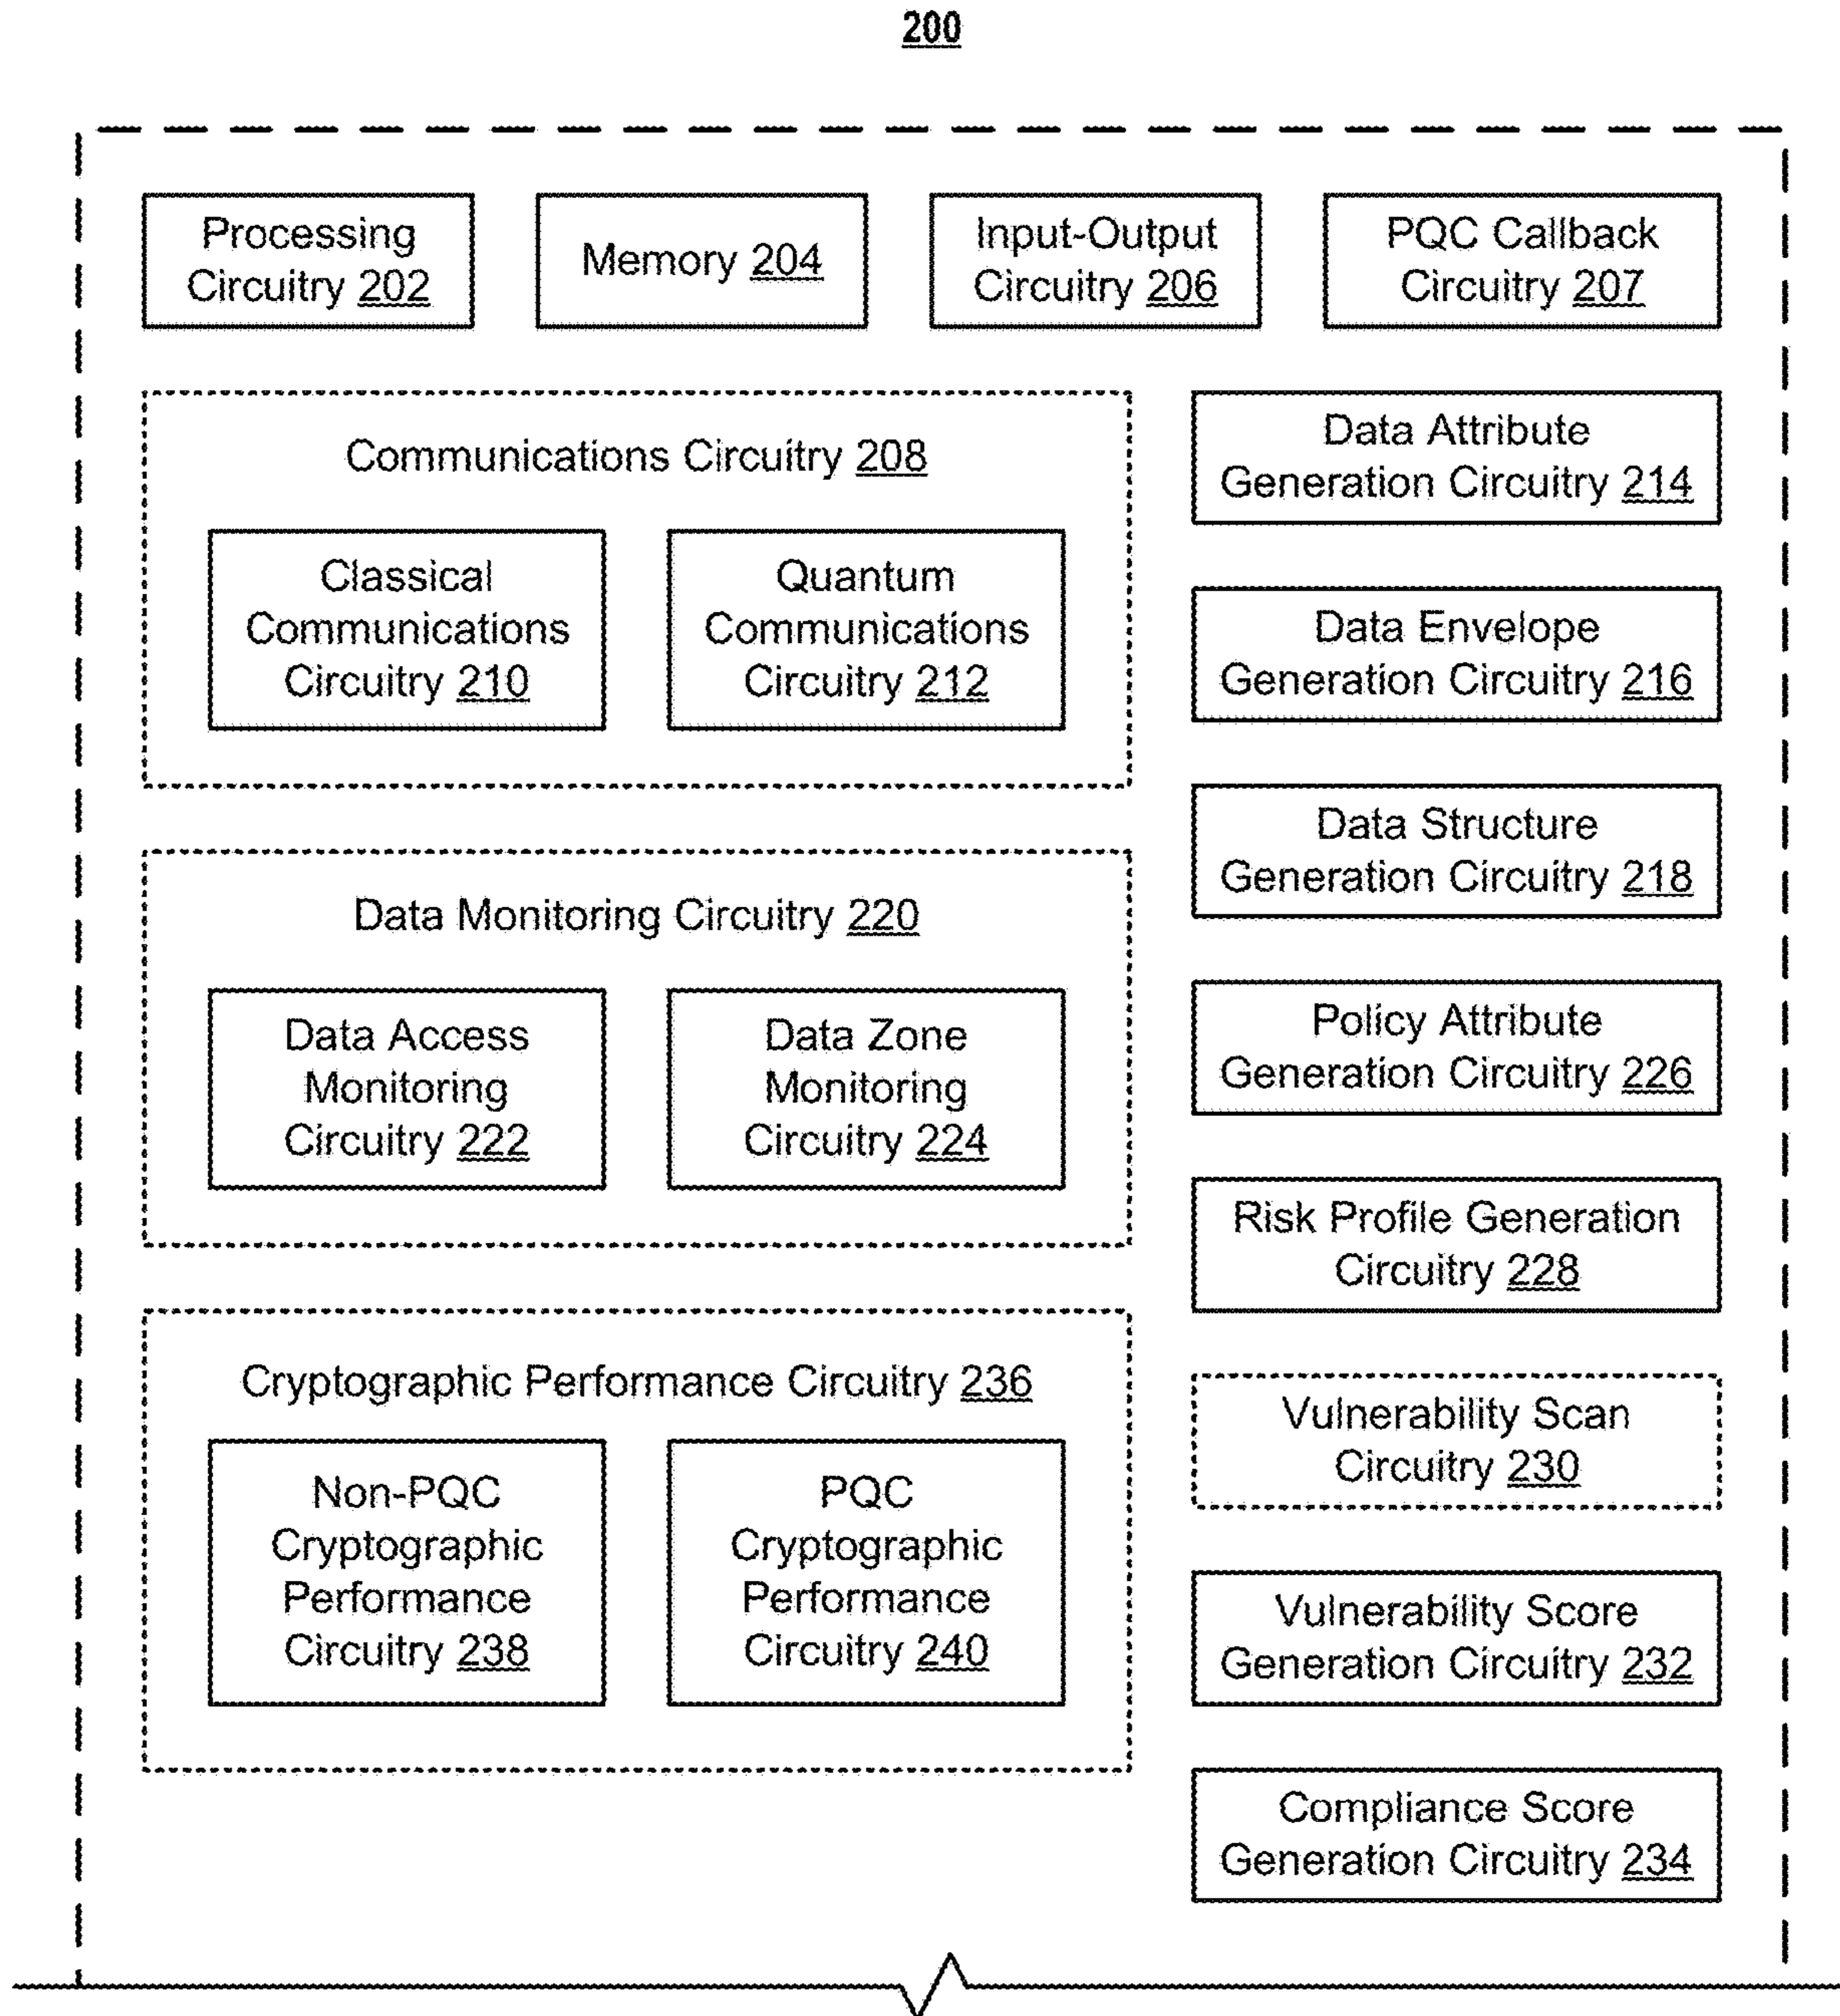 200
Processing
Circuitry 202
Memory 204
Input-Output
Circuitry 206
PQC Callback
Circuitry 207
Communications Circuitry 208
Classical
Communications
Circuitry 210
Quantum
Communications
Circuitry 212
Data Attribute
Generation Circuitry 214
Data Envelope
Generation Circuitry 216
Data Structure
Generation Circuitry 218
Data Monitoring Circuitry 220
Data Access
Monitoring
Circuitry 222
Data Zone
Monitoring
Circuitry 224
Policy Attribute
Generation Circuitry 226
Risk Profile Generation
Circuitry 228
Vulnerability Scan
Circuitry 230
Vulnerability Score
Generation Circuitry 232
Compliance Score
Generation Circuitry 234
Cryptographic Performance Circuitry 236
Non-PQC
Cryptographic
Performance
Circuitry 238
PQC
Cryptographic
Performance
Circuitry 240